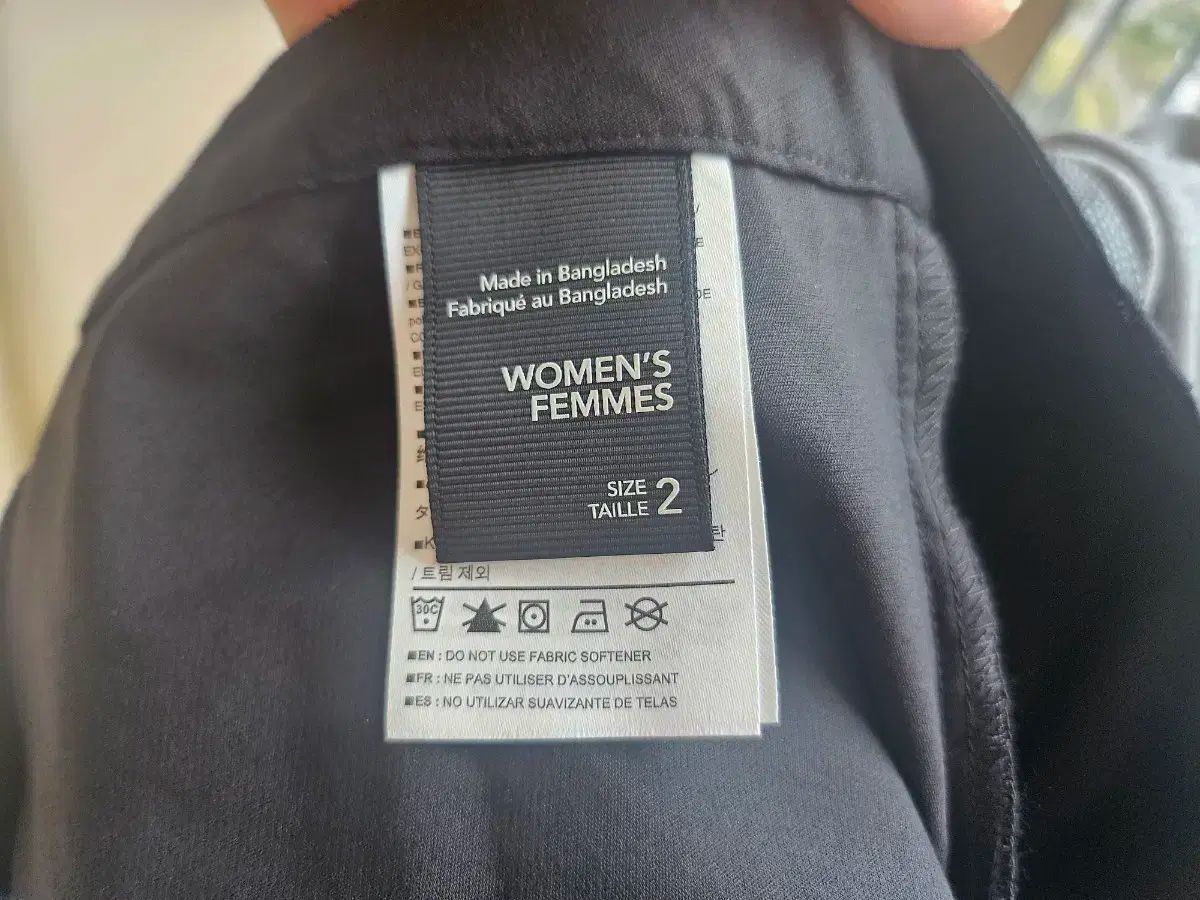 Made in Bangladesh
Fabriqué au Bangladesh
WOMEN'S
FEMMES
SIZE 2
TAILLE
/ 트림 제외
30C
EN : DO NOT USE FABRIC SOFTENER
FR : NE PAS UTILISER D'ASSOUPLISSANT
ES : NO UTILIZAR SUAVIZANTE DE TELAS